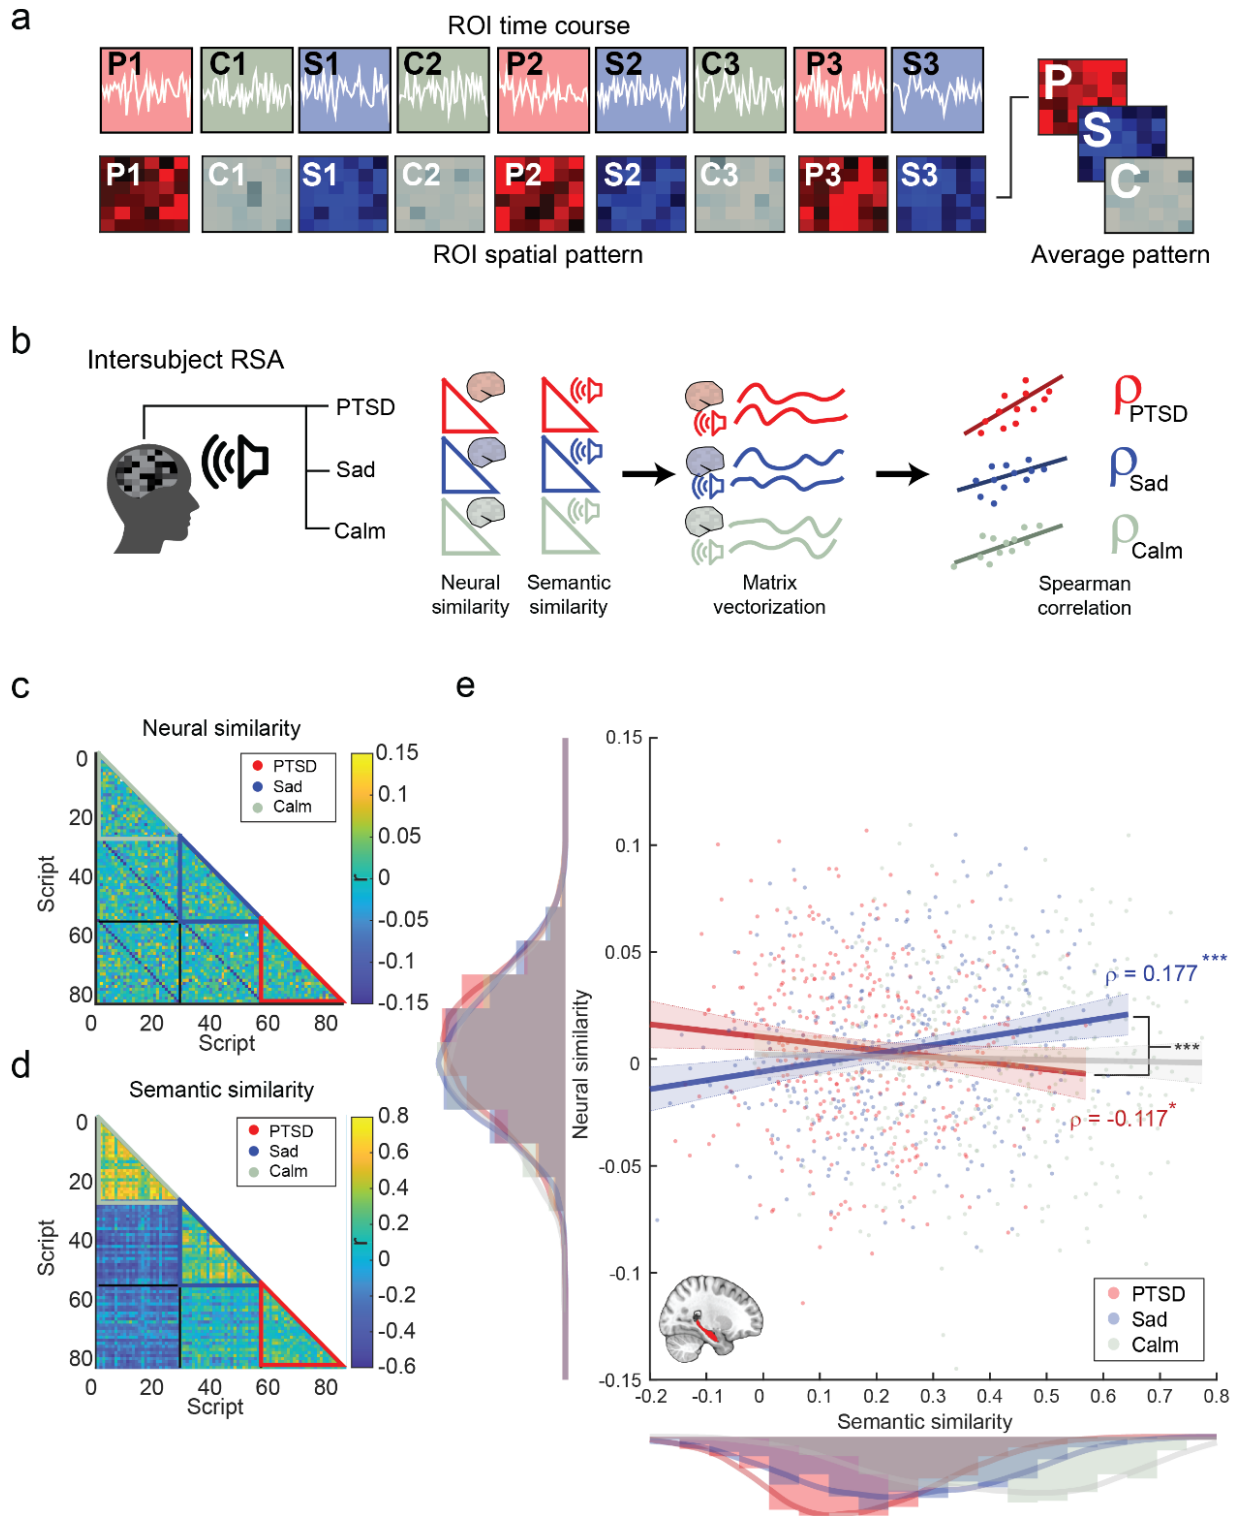 a
ROI time course
P1 C1 S1 C2 P2 S2 C3 P3 S3
P1 C1 S1 C2 P2 S2 C3 P3 S3
P
S
C
ROI spatial pattern
Average pattern
b
Intersubject RSA
PTSD
Sad
Calm
Neural
similarity
Semantic
similarity
Matrix
vectorization
ρPTSD
ρSad
ρCalm
Spearman
correlation
c
Neural similarity
0
20
40
60
80
Script
0 20 40 60 80
Script
PTSD
Sad
Calm
0.15
0.1
0.05
0
-0.05
-0.1
-0.15
r
d
Semantic similarity
0
20
40
60
80
Script
0 20 40 60 80
Script
PTSD
Sad
Calm
0.8
0.6
0.4
0.2
0
-0.2
-0.4
-0.6
r
e
0.15
0.1
0.05
0
-0.05
-0.1
-0.15
Neural similarity
ρ = 0.177***
***
ρ = -0.117*
PTSD
Sad
Calm
-0.2 -0.1 0 0.1 0.2 0.3 0.4 0.5 0.6 0.7 0.8
Semantic similarity